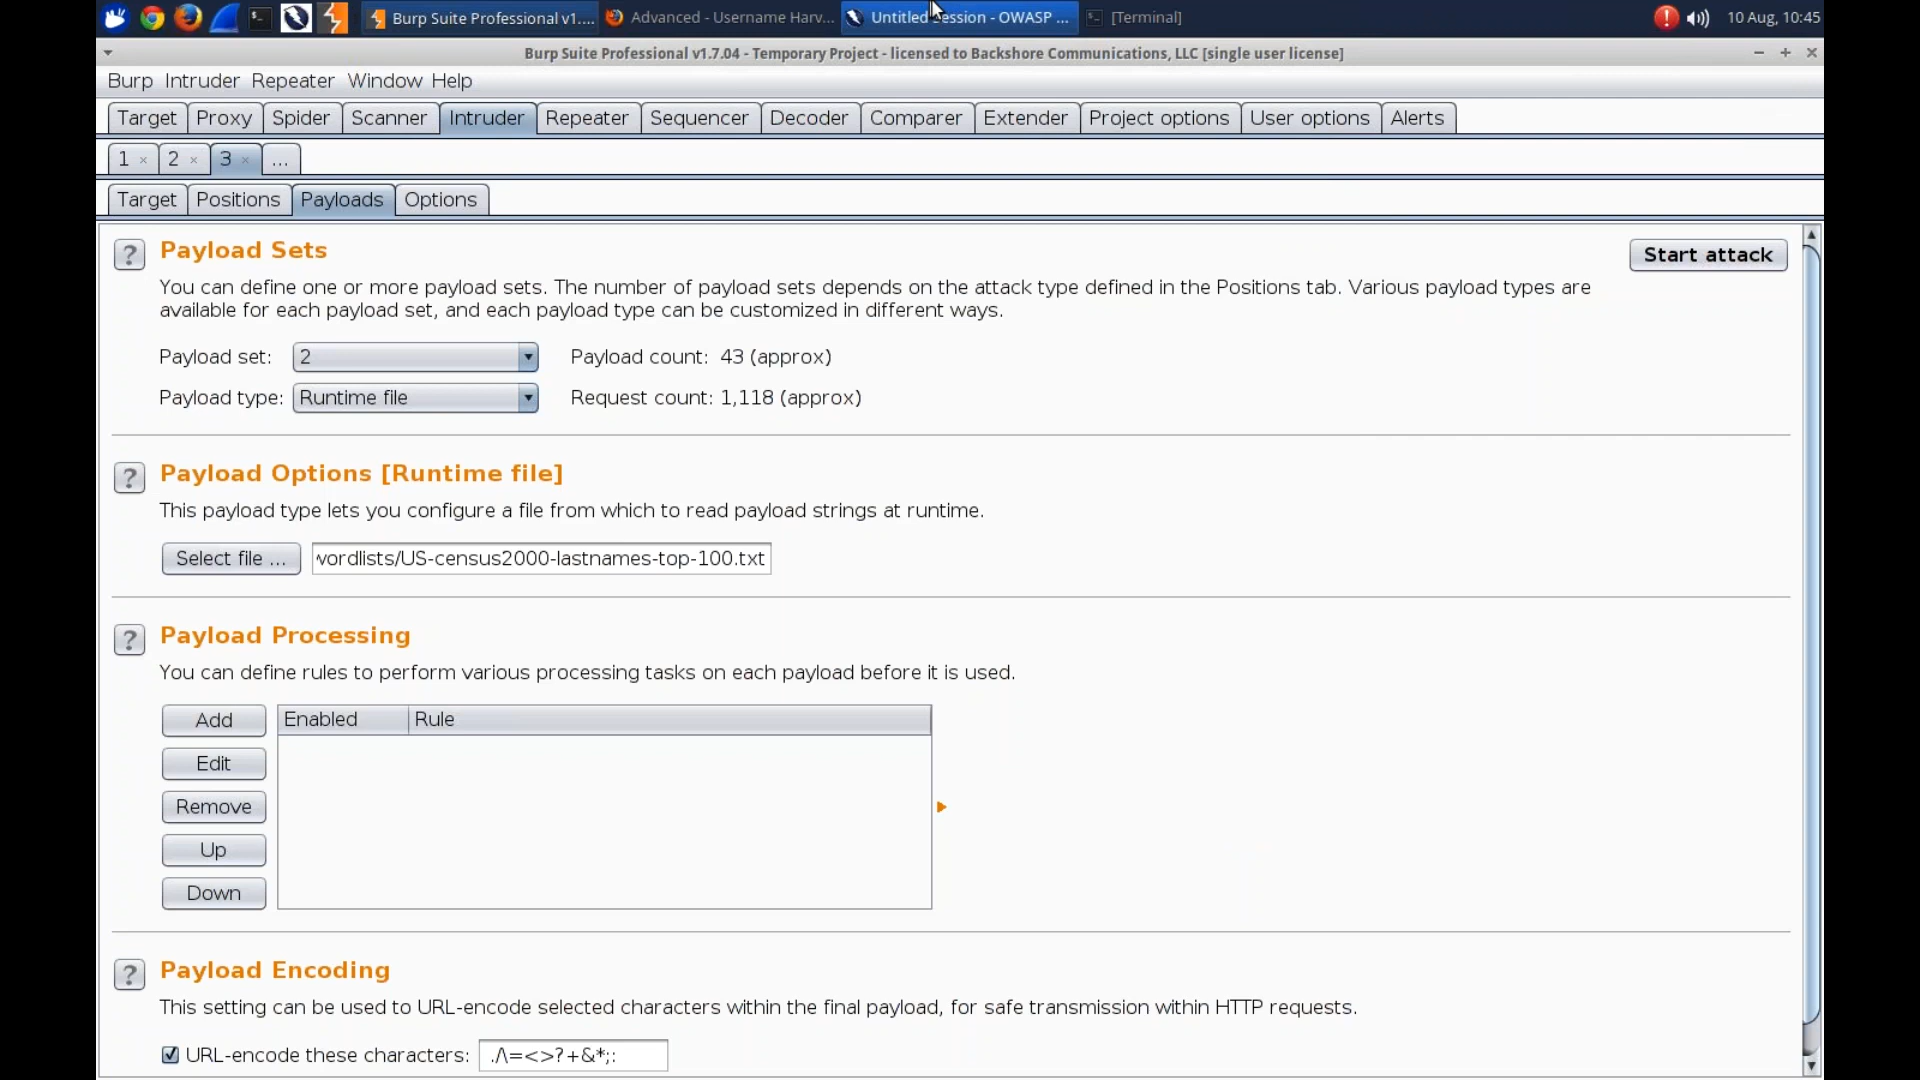 Burp Suite Professional v1....
Advanced - Username Harv...
Untitled Session - OWASP ...
[Terminal]
10 Aug, 10:45
Burp Suite Professional v1.7.04 - Temporary Project - licensed to Backshore Communications, LLC [single user license]
Burp Intruder Repeater Window Help
Target Proxy Spider Scanner Intruder Repeater Sequencer Decoder Comparer Extender Project options User options Alerts
1 × 2 × 3 × ...
Target Positions Payloads Options
? Payload Sets
Start attack
You can define one or more payload sets. The number of payload sets depends on the attack type defined in the Positions tab. Various payload types are
available for each payload set, and each payload type can be customized in different ways.
Payload set: 2 Payload count: 43 (approx)
Payload type: Runtime file Request count: 1,118 (approx)
? Payload Options [Runtime file]
This payload type lets you configure a file from which to read payload strings at runtime.
Select file ... wordlists/US-census2000-lastnames-top-100.txt
? Payload Processing
You can define rules to perform various processing tasks on each payload before it is used.
Add
Enabled Rule
Edit
Remove
Up
Down
? Payload Encoding
This setting can be used to URL-encode selected characters within the final payload, for safe transmission within HTTP requests.
URL-encode these characters: ./\=<>?+&*;: